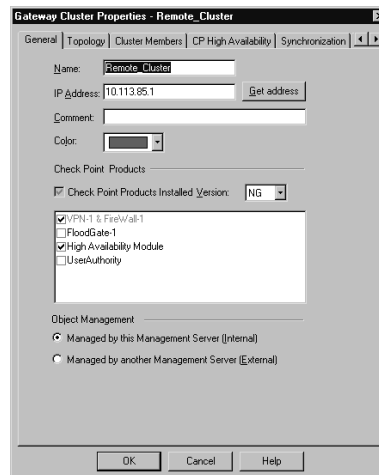 Gateway Cluster Properties - Remote_Cluster
General Topology Cluster Members CP High Availability Synchronization
Name: Remote_Cluster
IP Address: 10.113.85.1 Get address
Comment:
Color:
Check Point Products
Check Point Products Installed Version: NG
VPN-1 & FireWall-1
FloodGate-1
High Availability Module
UserAuthority
Object Management
Managed by this Management Server (Internal)
Managed by another Management Server (External)
OK Cancel Help